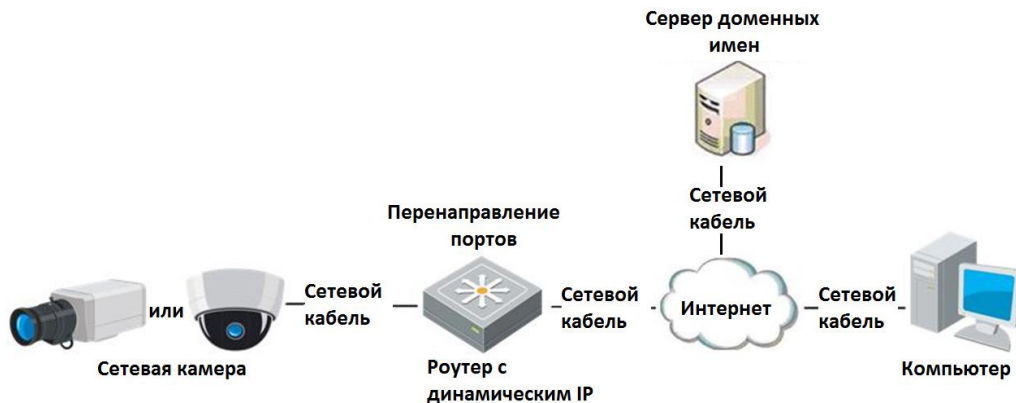 Сервер доменных
имен
Сетевой
кабель
Перенаправление
портов
или
Сетевой
кабель
Сетевой
кабель
Интернет
Сетевой
кабель
Сетевая камера
Роутер с
динамическим IP
Компьютер